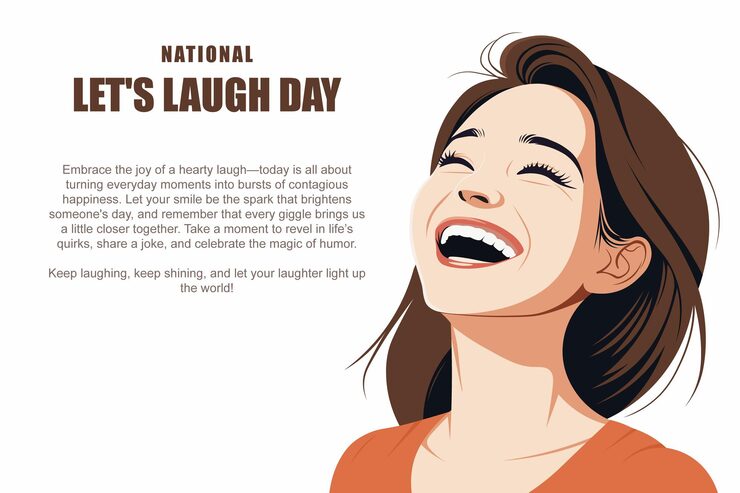 NATIONAL
LET'S LAUGH DAY
Embrace the joy of a hearty laugh—today is all about
turning everyday moments into bursts of contagious
happiness. Let your smile be the spark that brightens
someone's day, and remember that every giggle brings us
a little closer together. Take a moment to revel in life’s
quirks, share a joke, and celebrate the magic of humor.
Keep laughing, keep shining, and let your laughter light up
the world!